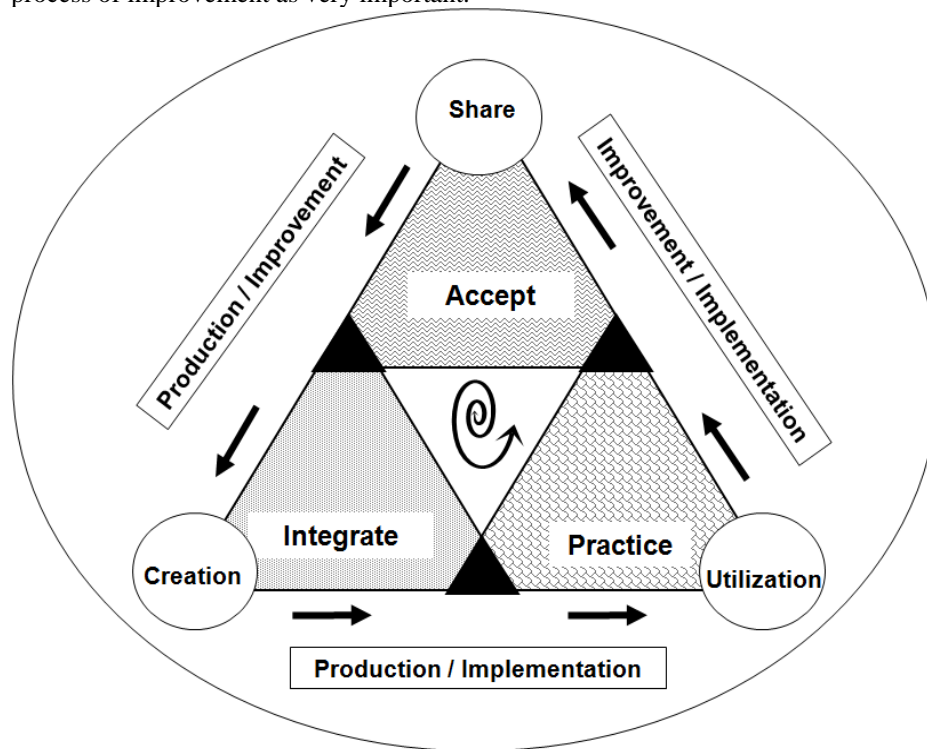 process of improvement as very important.
Share
Production / Improvement
Improvement / Implementation
Accept
Integrate
Practice
Creation
Utilization
Production / Implementation